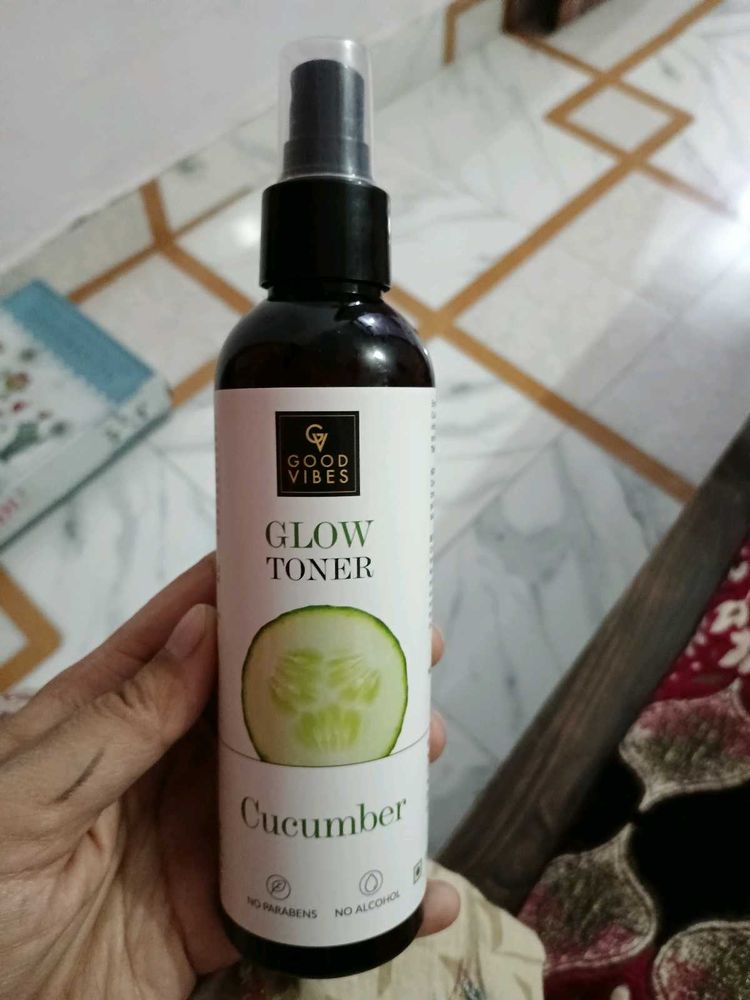 GV
GOOD
VIBES
GLOW
TONER
Cucumber
NO PARABENS
NO ALCOHOL